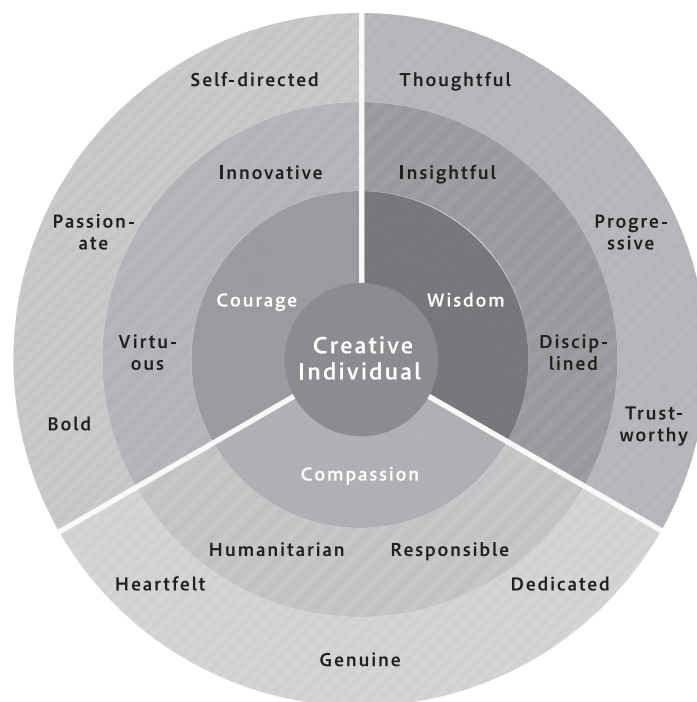 Self-directed
Thoughtful
Innovative
Insightful
Passion-
ate
Progre-
ssive
Courage
Wisdom
Virtu-
ous
Creative
Individual
Discip-
lined
Bold
Trust-
worthy
Compassion
Humanitarian
Responsible
Heartfelt
Dedicated
Genuine